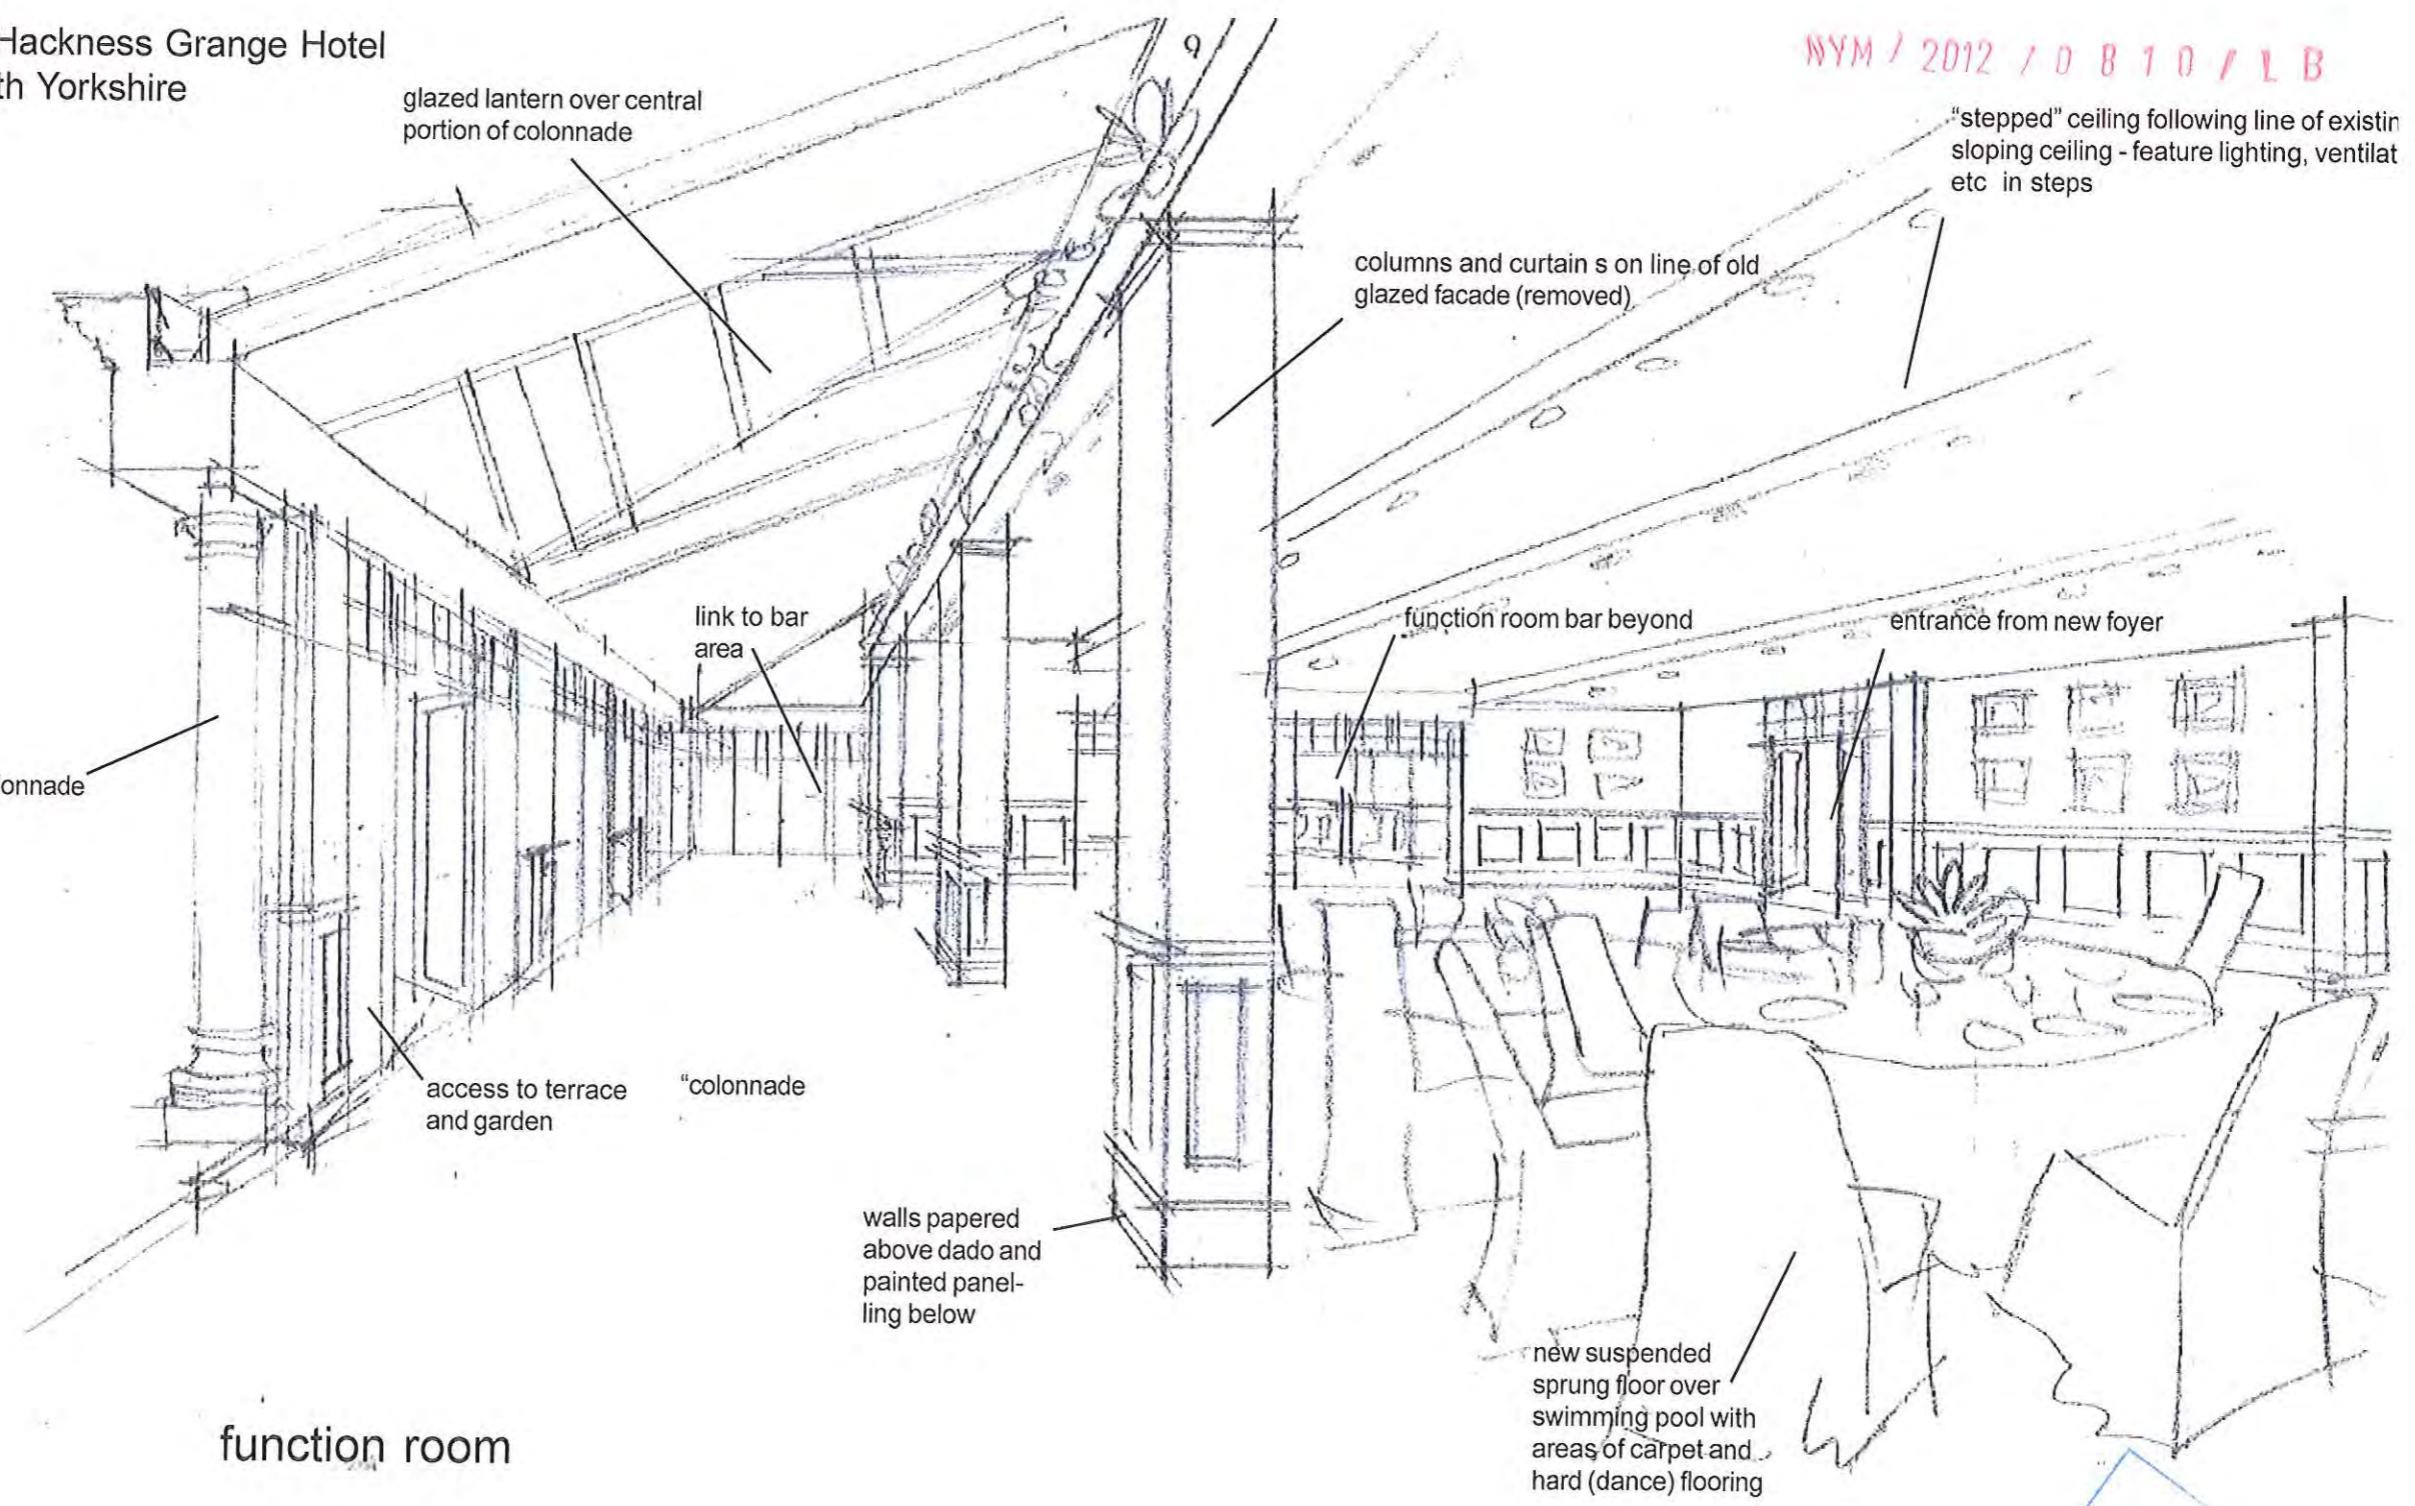 Hackness Grange Hotel
th Yorkshire
NYM / 2012 / 0 8 1 0 / L B
glazed lantern over central
portion of colonnade
"stepped" ceiling following line of existin
sloping ceiling - feature lighting, ventilat
etc in steps
columns and curtain s on line of old
glazed facade (removed)
link to bar
area
function room bar beyond
entrance from new foyer
onnade
access to terrace
and garden
"colonnade
walls papered
above dado and
painted panel-
ling below
new suspended
sprung floor over
swimming pool with
areas of carpet and
hard (dance) flooring
function room